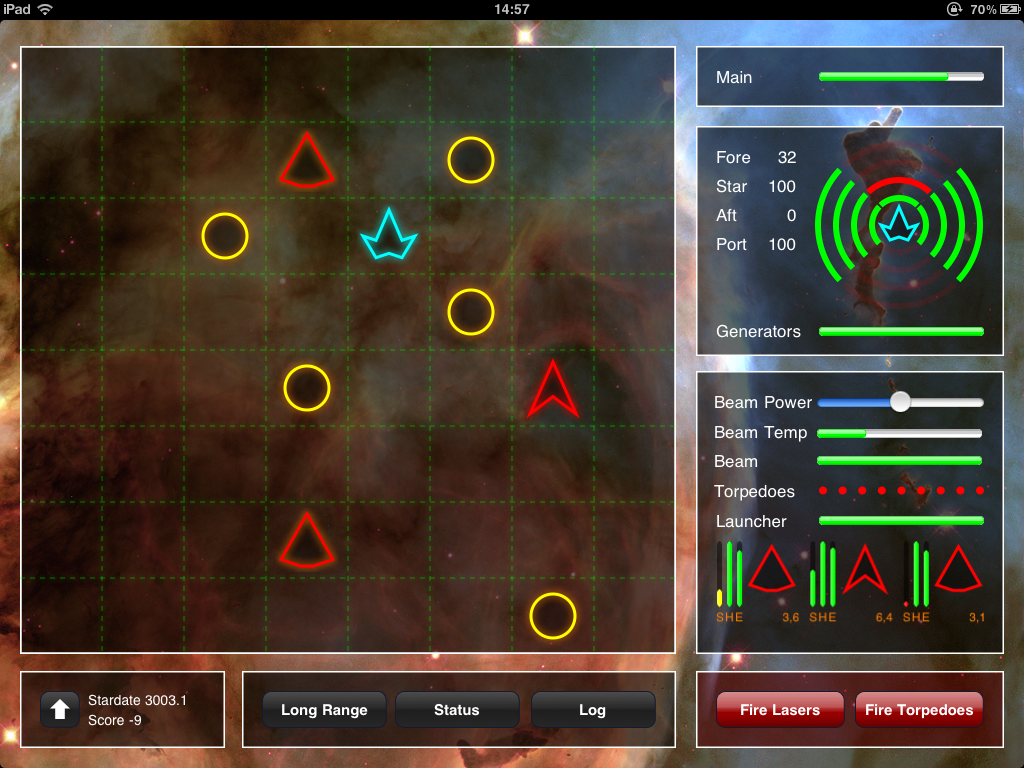 iPad 14:57 70%
Main
Fore 32
Star 100
Aft 0
Port 100
Generators
Beam Power
Beam Temp
Beam
Torpedoes
Launcher
SHE 3,6 SHE 6,4 SHE 3,1
Stardate 3003.1
Score -9
Long Range Status Log
Fire Lasers Fire Torpedoes